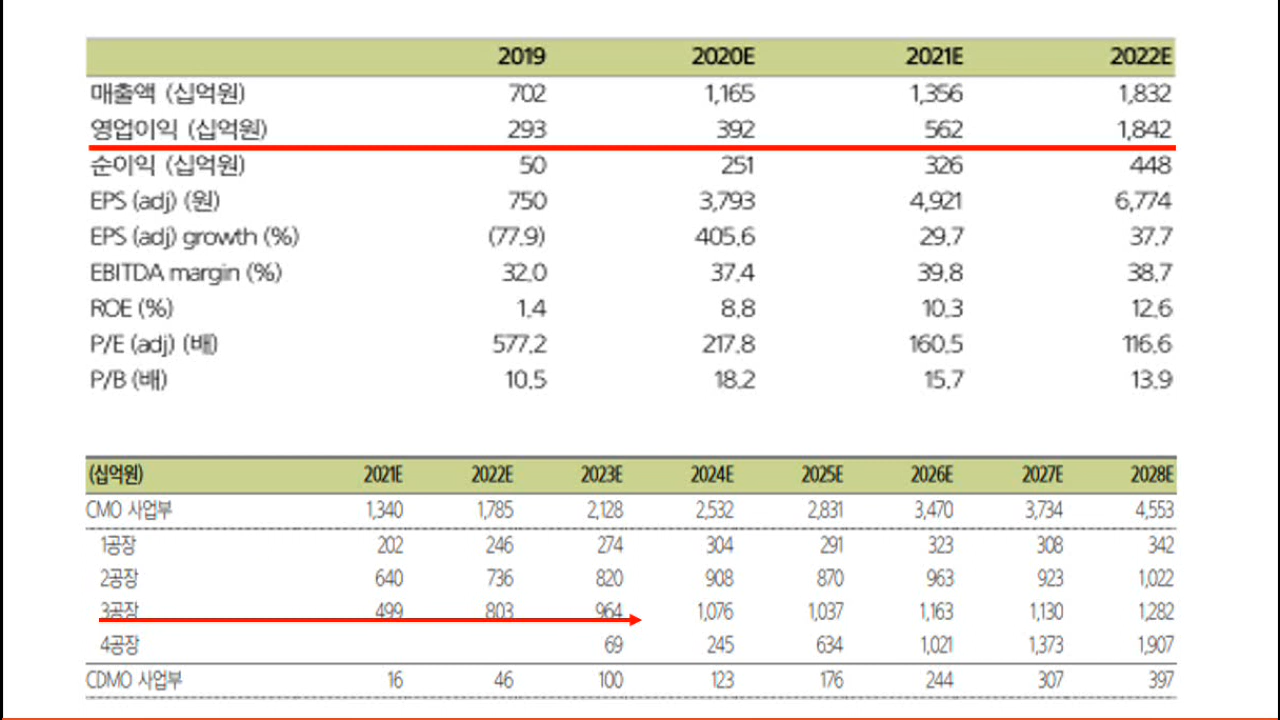 2019 2020E 2021E 2022E
매출액 (십억원) 702 1,165 1,356 1,832
영업이익 (십억원) 293 392 562 1,842
순이익 (십억원) 50 251 326 448
EPS (adj) (원) 750 3,793 4,921 6,774
EPS (adj) growth (%) (77.9) 405.6 29.7 37.7
EBITDA margin (%) 32.0 37.4 39.8 38.7
ROE (%) 1.4 8.8 10.3 12.6
P/E (adj) (배) 577.2 217.8 160.5 116.6
P/B (배) 10.5 18.2 15.7 13.9
(십억원) 2021E 2022E 2023E 2024E 2025E 2026E 2027E 2028E
CMO 사업부 1,340 1,785 2,128 2,532 2,831 3,470 3,734 4,553
1공장 202 246 274 304 291 323 308 342
2공장 640 736 820 908 870 963 923 1,022
3공장 499 803 964 1,076 1,037 1,163 1,130 1,282
4공장 69 245 634 1,021 1,373 1,907
CDMO 사업부 16 46 100 123 176 244 307 397